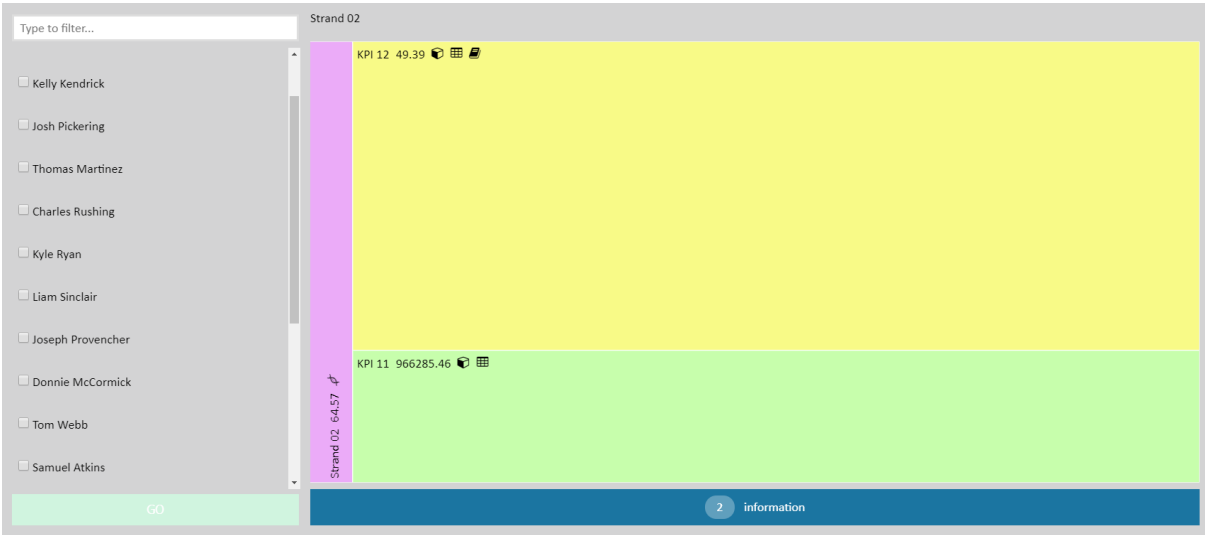 Type to filter...
Kelly Kendrick
Josh Pickering
Thomas Martinez
Charles Rushing
Kyle Ryan
Liam Sinclair
Joseph Provencher
Donnie McCormick
Tom Webb
Samuel Atkins
GO
Strand 02
KPI 12 49.39
KPI 11 966285.46
Strand 02 64.57
2 information